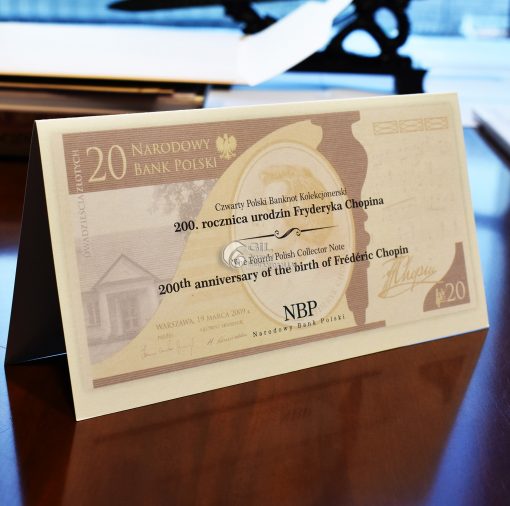 20 NARODOWY
BANK POLSKI
DWADZIEŚCIA ZŁOTYCH
Czwarty Polski Banknot Kolekcjonerski
200. rocznica urodzin Fryderyka Chopina
The Fourth Polish Collector Note
200th anniversary of the birth of Frédéric Chopin
NBP
Narodowy Bank Polski
WARSZAWA, 19 MARCA 2009 r.
Chopin
20